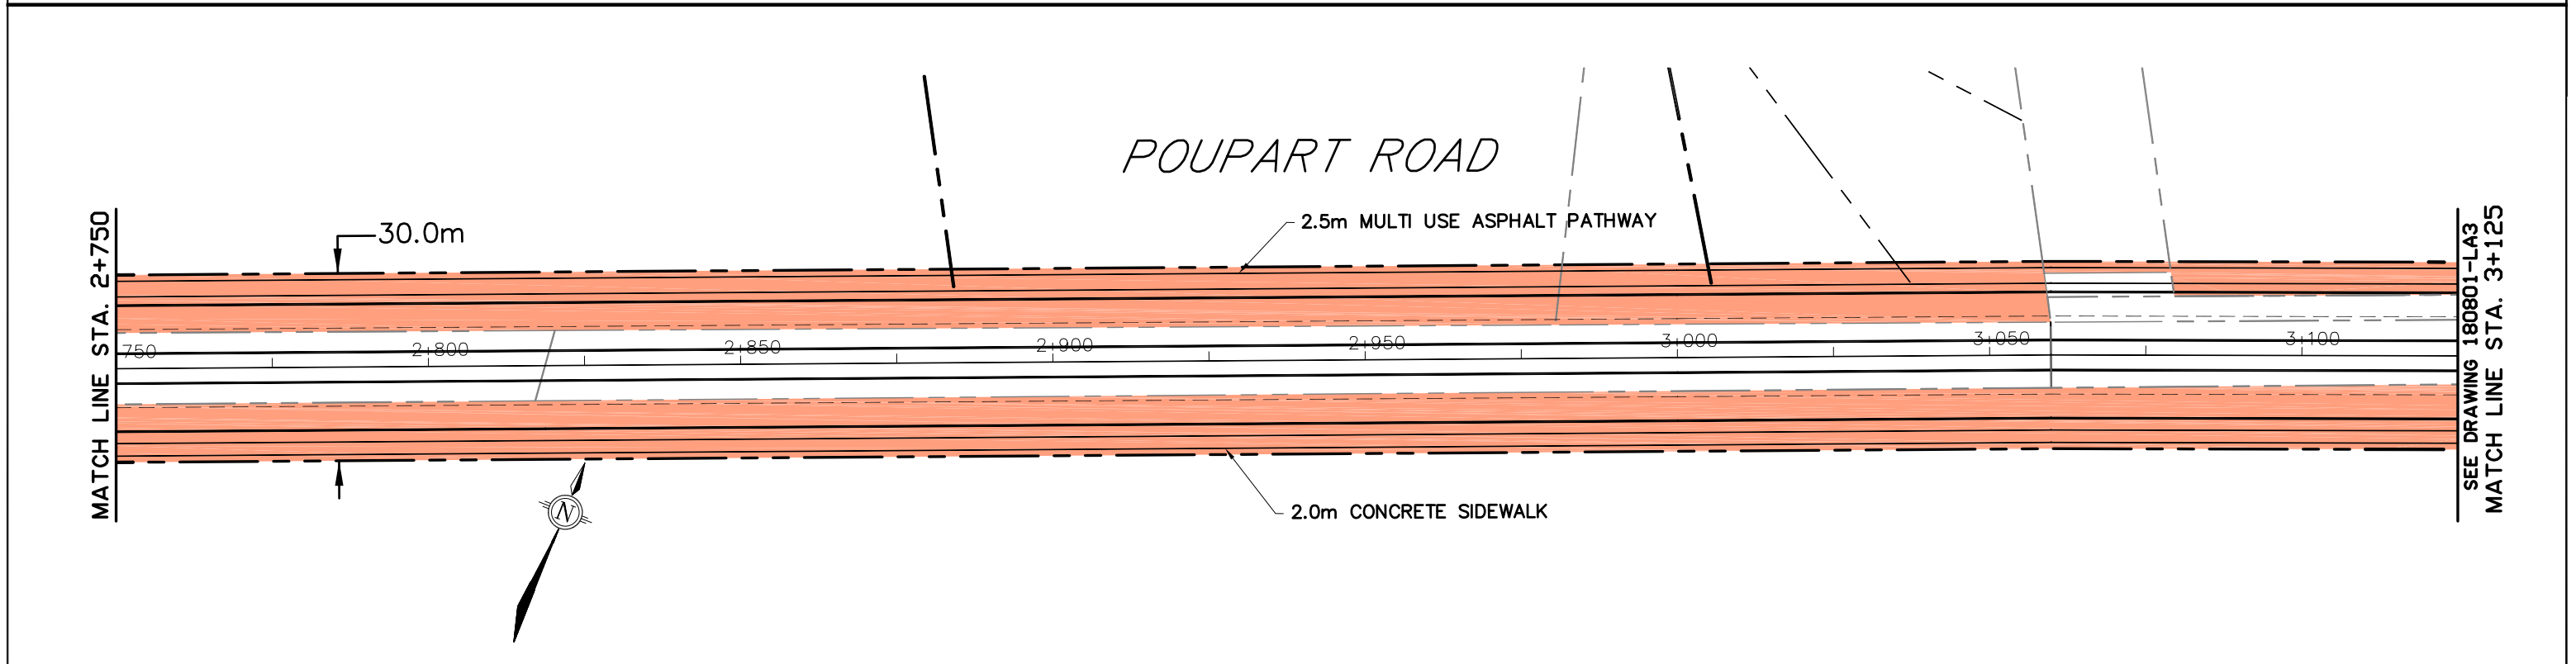 POUPART ROAD
30.0m
2.5m MULTI USE ASPHALT PATHWAY
MATCH LINE STA. 2+750
750
2+800
2+850
2+900
2+950
3+000
3+050
3+100
SEE DRAWING 180801-LA3
MATCH LINE STA. 3+125
N
2.0m CONCRETE SIDEWALK